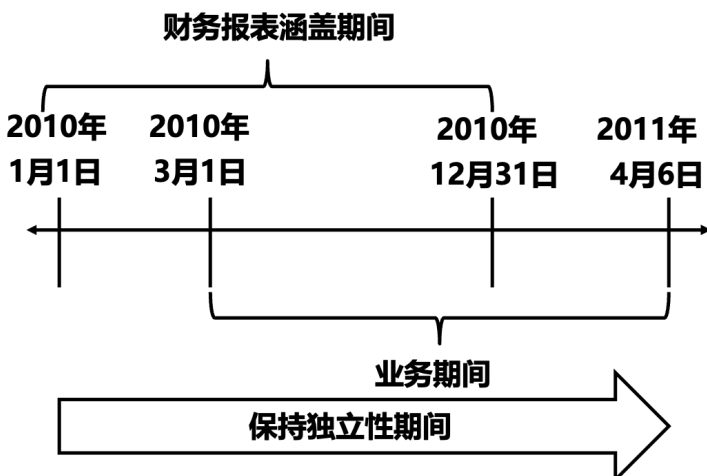 财务报表涵盖期间
2010年 2010年 2010年 2011年
1月1日 3月1日 12月31日 4月6日
业务期间
保持独立性期间